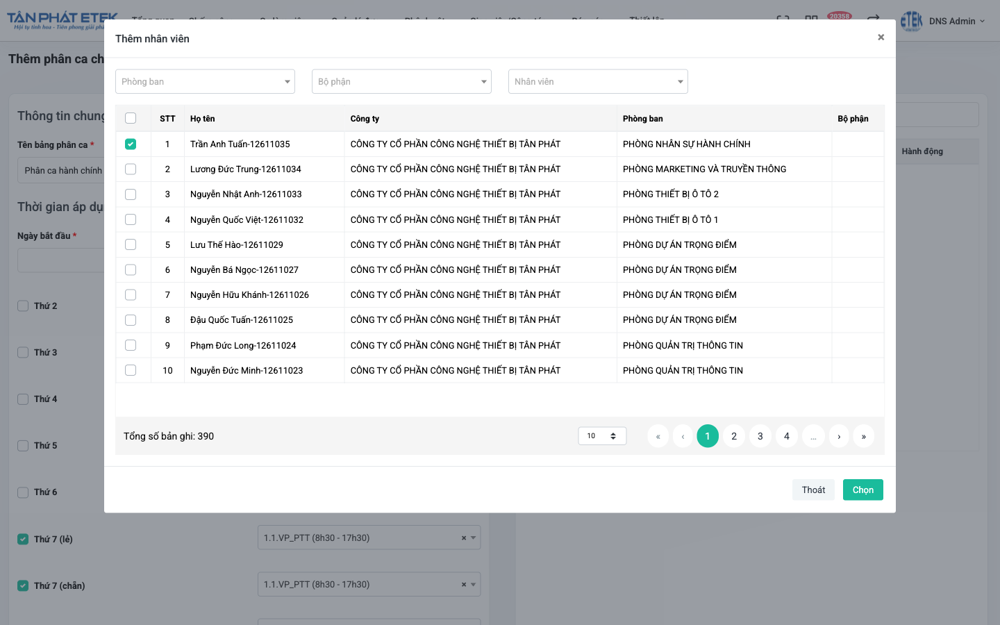 TÂN PHÁT ETEK
20358
DNS Admin
Thêm nhân viên
×
Thêm phân ca ch
Phòng ban
Bộ phận
Nhân viên
Thông tin chung
STT
Họ tên
Công ty
Phòng ban
Bộ phận
Tên bảng phân ca *
1
Trần Anh Tuấn-12611035
CÔNG TY CỔ PHẦN CÔNG NGHỆ THIẾT BỊ TÂN PHÁT
PHÒNG NHÂN SỰ HÀNH CHÍNH
Hành động
Phân ca hành chính
2
Lương Đức Trung-12611034
CÔNG TY CỔ PHẦN CÔNG NGHỆ THIẾT BỊ TÂN PHÁT
PHÒNG MARKETING VÀ TRUYỀN THÔNG
3
Nguyễn Nhật Anh-12611033
CÔNG TY CỔ PHẦN CÔNG NGHỆ THIẾT BỊ TÂN PHÁT
PHÒNG THIẾT BỊ Ô TÔ 2
Thời gian áp dụ
4
Nguyễn Quốc Việt-12611032
CÔNG TY CỔ PHẦN CÔNG NGHỆ THIẾT BỊ TÂN PHÁT
PHÒNG THIẾT BỊ Ô TÔ 1
Ngày bắt đầu *
5
Lưu Thế Hào-12611029
CÔNG TY CỔ PHẦN CÔNG NGHỆ THIẾT BỊ TÂN PHÁT
PHÒNG DỰ ÁN TRỌNG ĐIỂM
6
Nguyễn Bá Ngọc-12611027
CÔNG TY CỔ PHẦN CÔNG NGHỆ THIẾT BỊ TÂN PHÁT
PHÒNG DỰ ÁN TRỌNG ĐIỂM
7
Nguyễn Hữu Khánh-12611026
CÔNG TY CỔ PHẦN CÔNG NGHỆ THIẾT BỊ TÂN PHÁT
PHÒNG DỰ ÁN TRỌNG ĐIỂM
Thứ 2
8
Đậu Quốc Tuấn-12611025
CÔNG TY CỔ PHẦN CÔNG NGHỆ THIẾT BỊ TÂN PHÁT
PHÒNG DỰ ÁN TRỌNG ĐIỂM
9
Phạm Đức Long-12611024
CÔNG TY CỔ PHẦN CÔNG NGHỆ THIẾT BỊ TÂN PHÁT
PHÒNG QUẢN TRỊ THÔNG TIN
Thứ 3
10
Nguyễn Đức Minh-12611023
CÔNG TY CỔ PHẦN CÔNG NGHỆ THIẾT BỊ TÂN PHÁT
PHÒNG QUẢN TRỊ THÔNG TIN
Thứ 4
Tổng số bản ghi: 390
10
« ‹ 1 2 3 4 ... › »
Thứ 5
Thứ 6
Thoát
Chọn
Thứ 7 (lẻ)
1.1.VP_PTT (8h30 - 17h30)
×
Thứ 7 (chẵn)
1.1.VP_PTT (8h30 - 17h30)
×